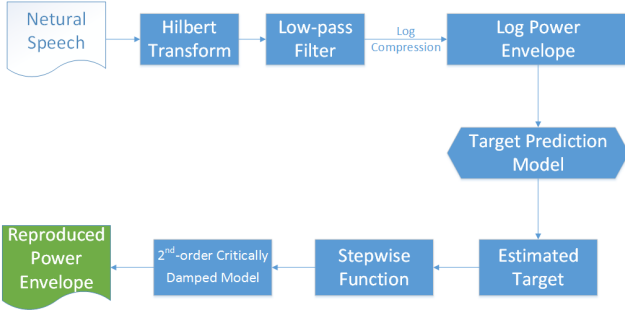 Netural
Speech
Hilbert
Transform
Low-pass
Filter
Log
Compression
Log Power
Envelope
Target Prediction
Model
Estimated
Target
Stepwise
Function
2nd-order Critically
Damped Model
Reproduced
Power
Envelope